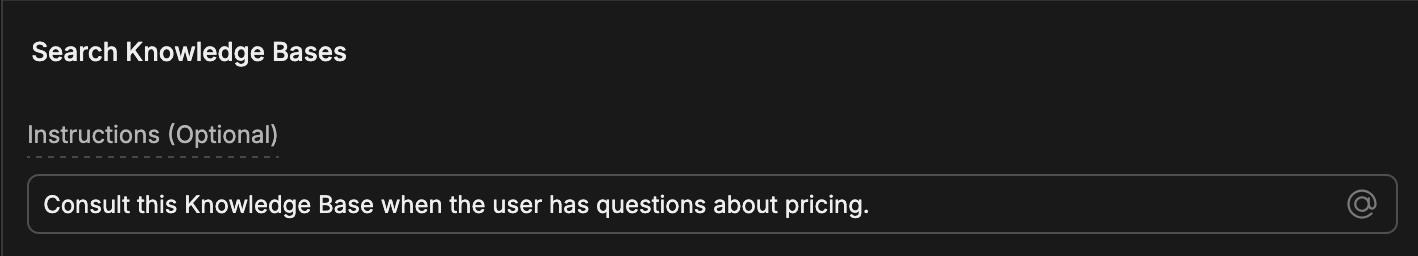 Search Knowledge Bases
Instructions (Optional)
Consult this Knowledge Base when the user has questions about pricing.